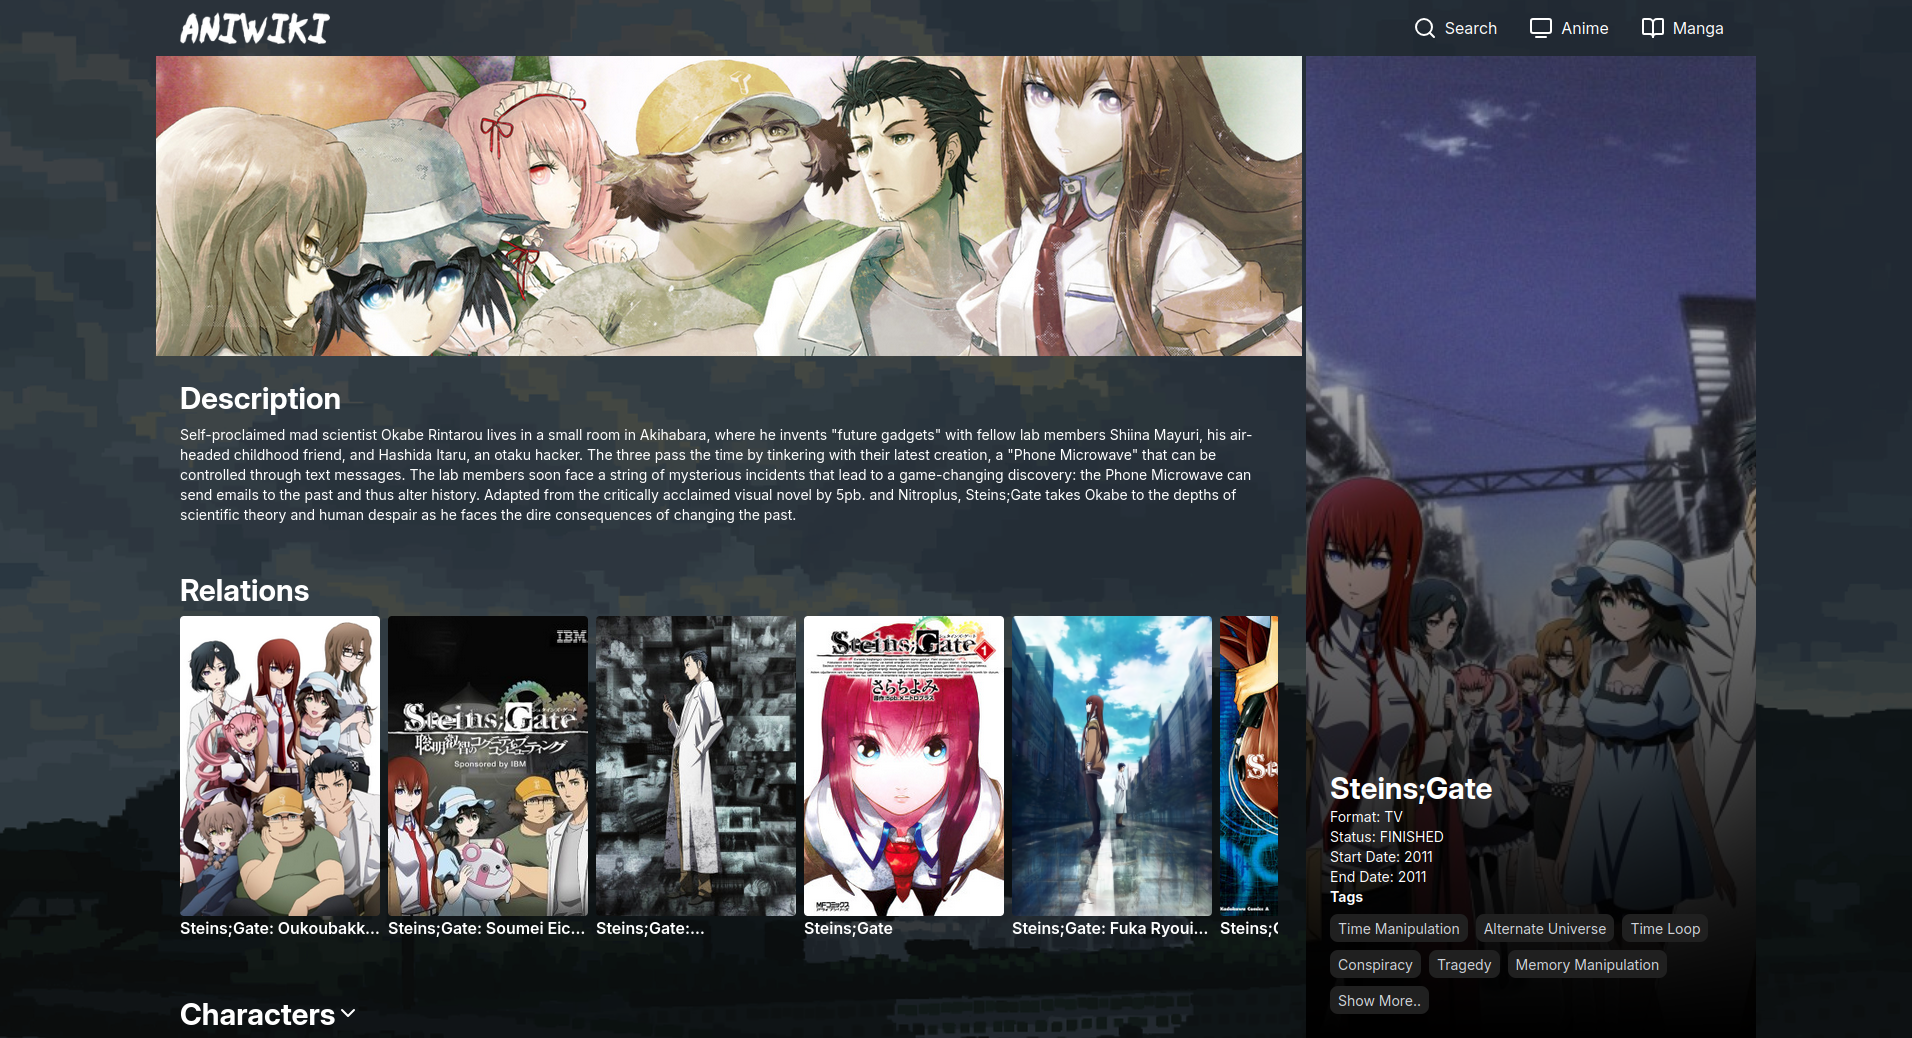 ANIWIKI
Search
Anime
Manga
Description
Self-proclaimed mad scientist Okabe Rintarou lives in a small room in Akihabara, where he invents "future gadgets" with fellow lab members Shiina Mayuri, his air-
headed childhood friend, and Hashida Itaru, an otaku hacker. The three pass the time by tinkering with their latest creation, a "Phone Microwave" that can be
controlled through text messages. The lab members soon face a string of mysterious incidents that lead to a game-changing discovery: the Phone Microwave can
send emails to the past and thus alter history. Adapted from the critically acclaimed visual novel by 5pb. and Nitroplus, Steins;Gate takes Okabe to the depths of
scientific theory and human despair as he faces the dire consequences of changing the past.
Relations
IBM
Steins;Gate
聡明叡智のコグニティブ・
コンピューティング
Sponsored by IBM
Steins;Gate
1
さらちよみ
MFコミックス
Kadokawa Comics A
Steins;Gate: Oukoubakk...
Steins;Gate: Soumei Eic...
Steins;Gate:...
Steins;Gate
Steins;Gate: Fuka Ryoui...
Characters
Steins;Gate
Format: TV
Status: FINISHED
Start Date: 2011
End Date: 2011
Tags
Time Manipulation
Alternate Universe
Time Loop
Conspiracy
Tragedy
Memory Manipulation
Show More..